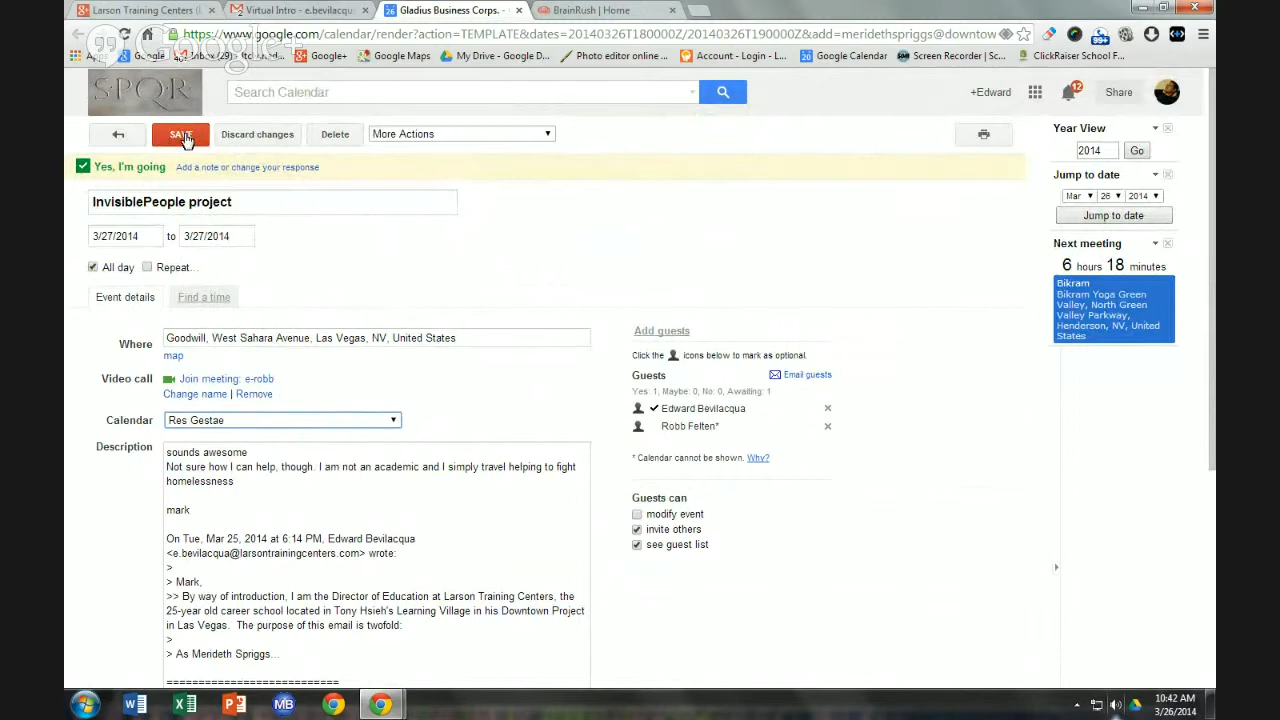 Larson Training Centers (
Virtual Intro - e.bevilacqu
Gladius Business Corps. -
BrainRush | Home
https://www.google.com/calendar/render?action=TEMPLATE&dates=20140326T180000Z/20140326T190000Z&add=meridethspriggs@downtow
Google+
Google
Inbox (29)
Google+
Google Maps
My Drive - Google D...
Photo editor online ...
Account - Login - L...
Google Calendar
Screen Recorder | Sc...
ClickRaiser School F...
99+
SPQR
Search Calendar
+Edward
12
Share
SAVE
Discard changes
Delete
More Actions
Yes, I'm going
Add a note or change your response
InvisiblePeople project
3/27/2014 to 3/27/2014
All day
Repeat...
Event details
Find a time
Where
Goodwill, West Sahara Avenue, Las Vegas, NV, United States
map
Video call
Join meeting: e-robb
Change name | Remove
Calendar
Res Gestae
Description
sounds awesome
Not sure how I can help, though. I am not an academic and I simply travel helping to fight
homelessness
mark
On Tue, Mar 25, 2014 at 6:14 PM, Edward Bevilacqua
<e.bevilacqua@larsontrainingcenters.com> wrote:
>
> Mark,
>> By way of introduction, I am the Director of Education at Larson Training Centers, the
25-year old career school located in Tony Hsieh's Learning Village in his Downtown Project
in Las Vegas. The purpose of this email is twofold:
>
> As Merideth Spriggs...
===========================
Add guests
Click the icons below to mark as optional.
Guests
Email guests
Yes: 1, Maybe: 0, No: 0, Awaiting: 1
Edward Bevilacqua
Robb Felten*
* Calendar cannot be shown. Why?
Guests can
modify event
invite others
see guest list
Year View
2014
Go
Jump to date
Mar 26 2014
Jump to date
Next meeting
6 hours 18 minutes
Bikram
Bikram Yoga Green
Valley, North Green
Valley Parkway,
Henderson, NV, United
States
MB
10:42 AM
3/26/2014